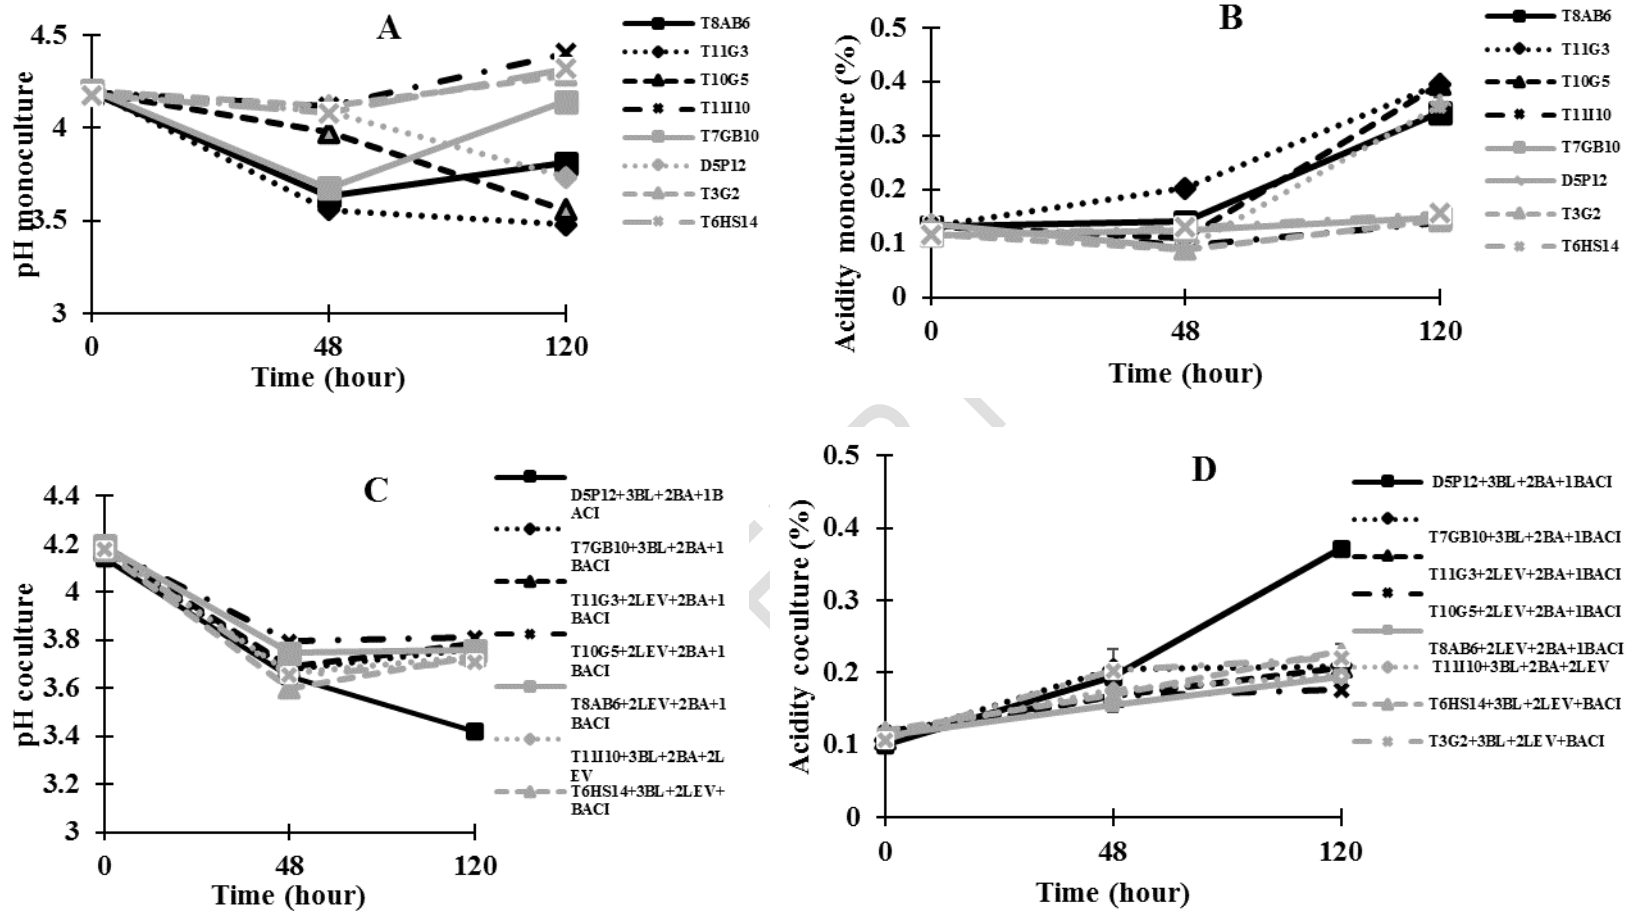 A
4.5
4
3.5
3
pH monoculture
0
48
120
Time (hour)
T8AB6
T11G3
T10G5
T11I10
T7GB10
D5P12
T3G2
T6HS14
B
0.5
0.4
0.3
0.2
0.1
0
Acidity monoculture (%)
0
48
120
Time (hour)
T8AB6
T11G3
T10G5
T11I10
T7GB10
D5P12
T3G2
T6HS14
C
4.4
4.2
4
3.8
3.6
3.4
3.2
3
pH coculture
0
48
120
Time (hour)
D5P12+3BL+2BA+1B
ACI
T7GB10+3BL+2BA+1
BACI
T11G3+2LEV+2BA+1
BACI
T10G5+2LEV+2BA+1
BACI
T8AB6+2LEV+2BA+1
BACI
T11I10+3BL+2BA+2L
EV
T6HS14+3BL+2LEV+
BACI
D
0.5
0.4
0.3
0.2
0.1
0
Acidity coculture (%)
0
48
120
Time (hour)
D5P12+3BL+2BA+1BACI
T7GB10+3BL+2BA+1BACI
T11G3+2LEV+2BA+1BACI
T10G5+2LEV+2BA+1BACI
T8AB6+2LEV+2BA+1BACI
T11I10+3BL+2BA+2LEV
T6HS14+3BL+2LEV+BACI
T3G2+3BL+2LEV+BACI